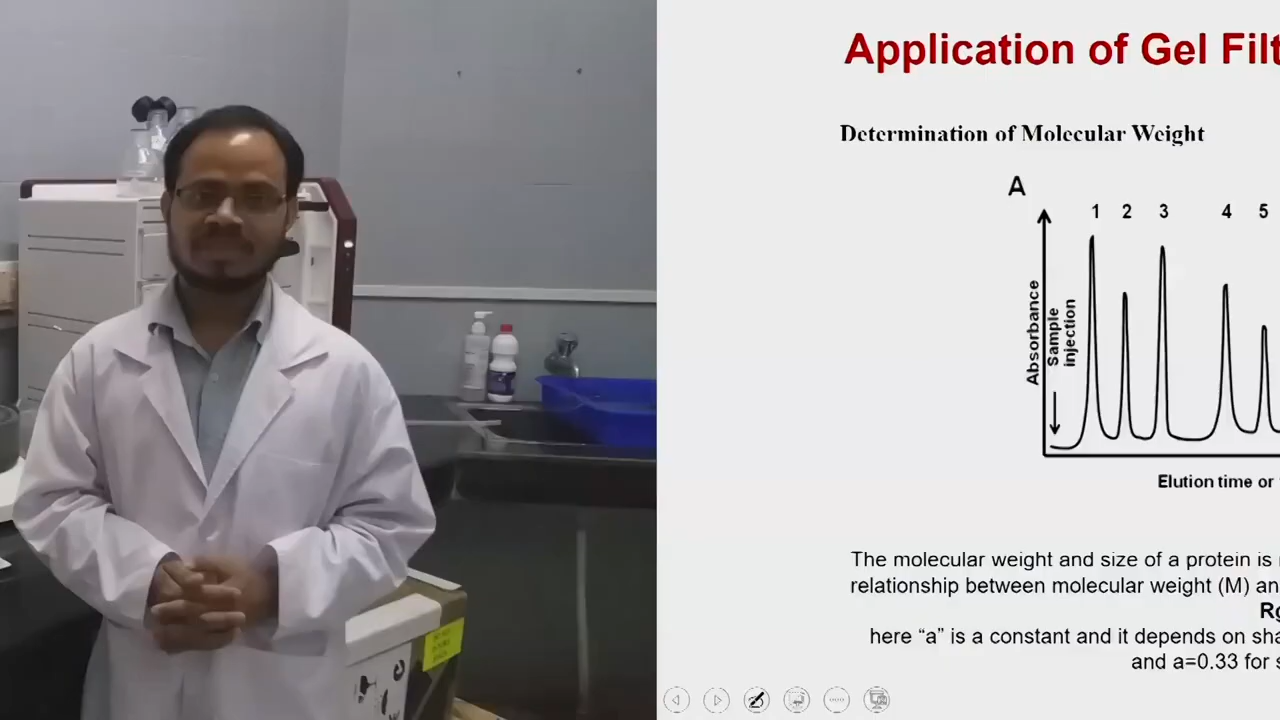 Application of Gel Filt
Determination of Molecular Weight
A
1 2 3 4 5
Absorbance
Sample
injection
Elution time or
The molecular weight and size of a protein is
relationship between molecular weight (M) an
Rg
here “a” is a constant and it depends on sha
and a=0.33 for s